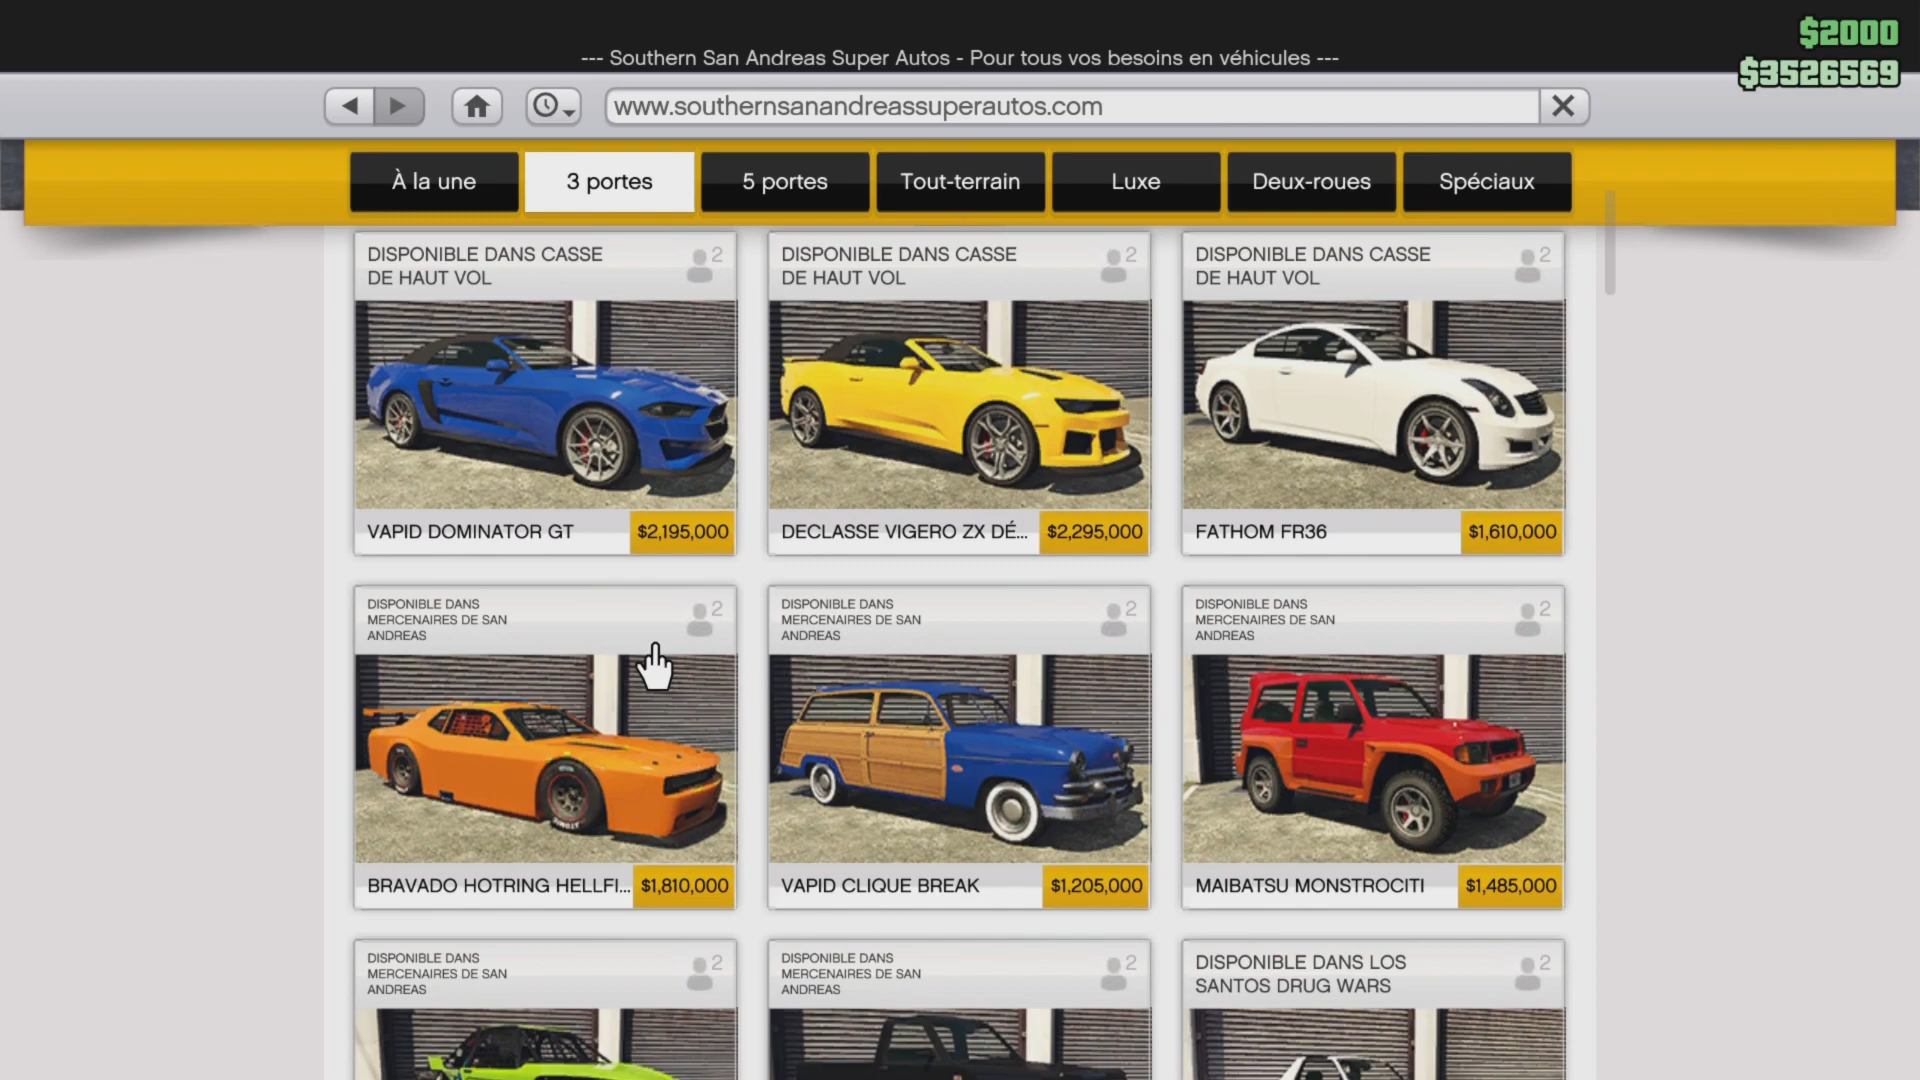 $2000
--- Southern San Andreas Super Autos - Pour tous vos besoins en véhicules ---
$3526569
www.southernsanandreassuperautos.com
À la une
3 portes
5 portes
Tout-terrain
Luxe
Deux-roues
Spéciaux
DISPONIBLE DANS CASSE
DE HAUT VOL
2
DISPONIBLE DANS CASSE
DE HAUT VOL
2
DISPONIBLE DANS CASSE
DE HAUT VOL
2
VAPID DOMINATOR GT
$2,195,000
DECLASSE VIGERO ZX DÉ...
$2,295,000
FATHOM FR36
$1,610,000
DISPONIBLE DANS
MERCENAIRES DE SAN
ANDREAS
2
DISPONIBLE DANS
MERCENAIRES DE SAN
ANDREAS
2
DISPONIBLE DANS
MERCENAIRES DE SAN
ANDREAS
2
BRAVADO HOTRING HELLFI...
$1,810,000
VAPID CLIQUE BREAK
$1,205,000
MAIBATSU MONSTROCITI
$1,485,000
DISPONIBLE DANS
MERCENAIRES DE SAN
ANDREAS
2
DISPONIBLE DANS
MERCENAIRES DE SAN
ANDREAS
2
DISPONIBLE DANS LOS
SANTOS DRUG WARS
2